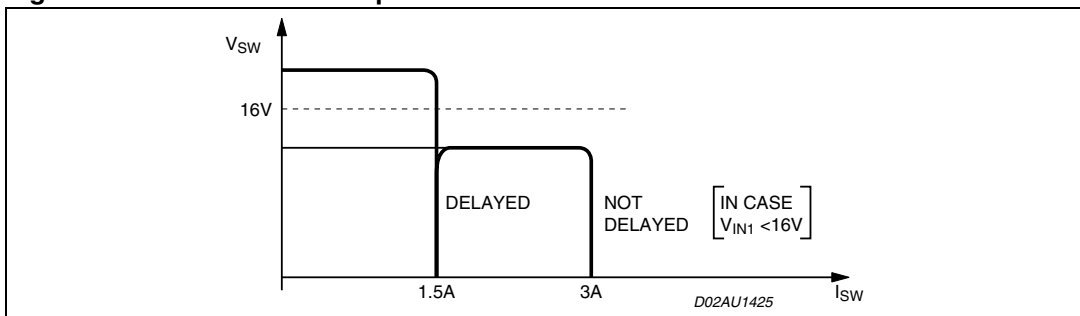 V_SW
16V
DELAYED
NOT
DELAYED
IN CASE
V_IN1 <16V
1.5A
3A
I_SW
D02AU1425